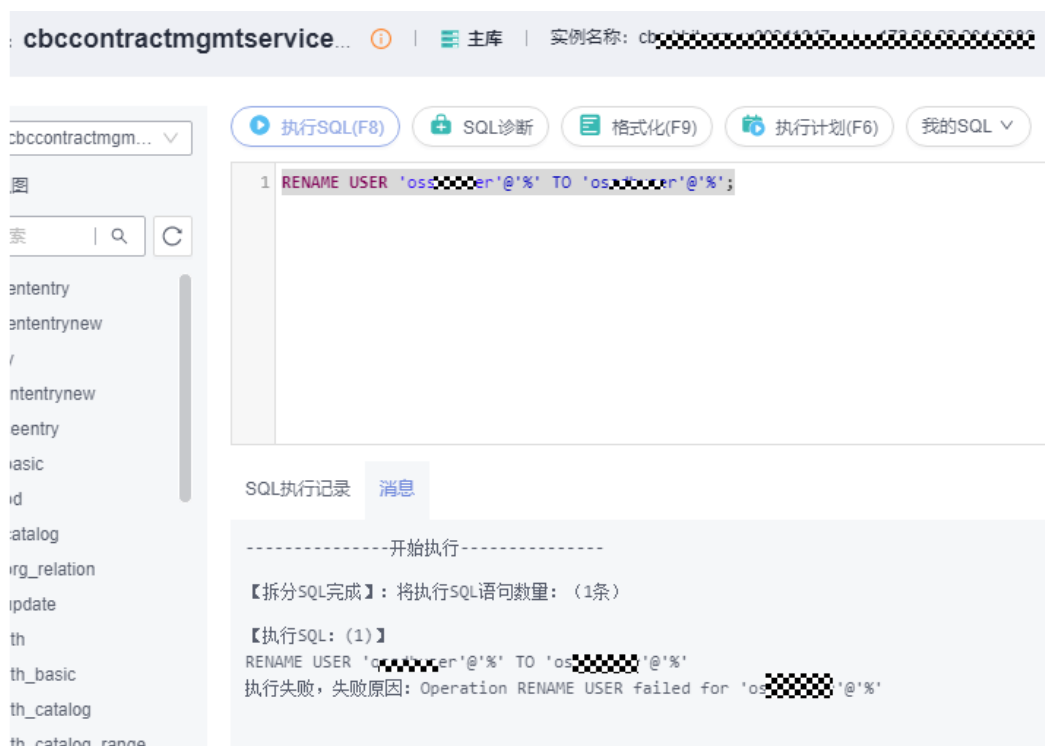 cbccontractmgmtservice... | 主库 | 实例名称:
cbccontractmgm...
执行SQL(F8) SQL诊断 格式化(F9) 执行计划(F6) 我的SQL
图
1 RENAME USER '@'%' TO '@'%';
索
ententry
ententrynew
y
ntentrynew
eentry
asic
od
catalog
org_relation
update
th
th_basic
th_catalog
th_catalog_range
SQL执行记录 消息
---------------开始执行---------------
【拆分SQL完成】: 将执行SQL语句数量: (1条)
【执行SQL: (1)】
RENAME USER '@'%' TO '@'%'
执行失败, 失败原因: Operation RENAME USER failed for '@'%'